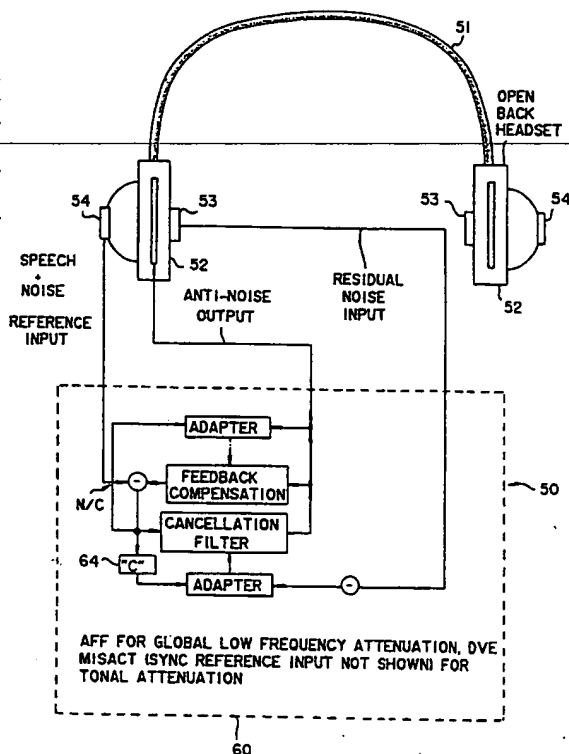 51
OPEN
BACK
HEADSET
54
53
53
54
52
52
SPEECH
+
NOISE
REFERENCE
INPUT
ANTI-NOISE
OUTPUT
RESIDUAL
NOISE
INPUT
ADAPTER
50
FEEDBACK
COMPENSATION
N/C
CANCELLATION
FILTER
64
"C"
ADAPTER
AFF FOR GLOBAL LOW FREQUENCY ATTENUATION, DVE
MISACT (SYNC REFERENCE INPUT NOT SHOWN) FOR
TONAL ATTENUATION
60